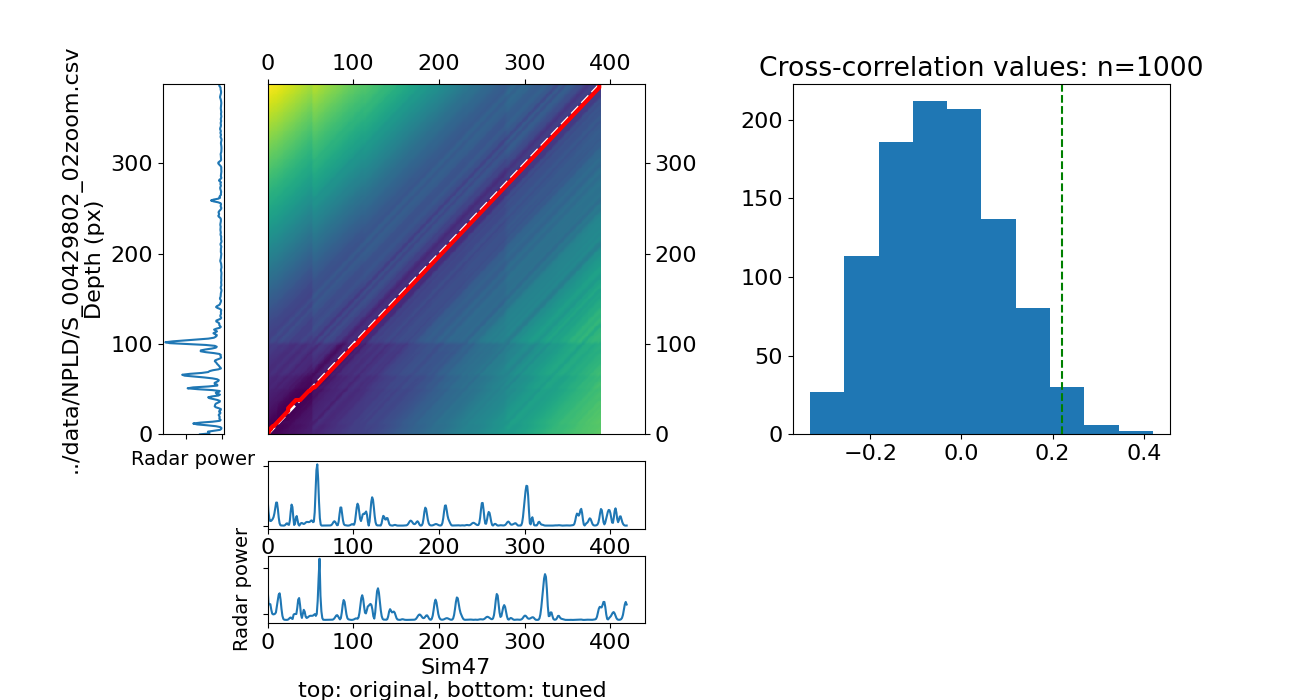 ../data/NPLD/S_00429802_02zoom.csv
Depth (px)
0
100
200
300
Radar power
0 100 200 300 400
0
100
200
300
0 100 200 300 400
Radar power
0 100 200 300 400
Sim47
top: original, bottom: tuned
Cross-correlation values: n=1000
0
50
100
150
200
−0.2 0.0 0.2 0.4